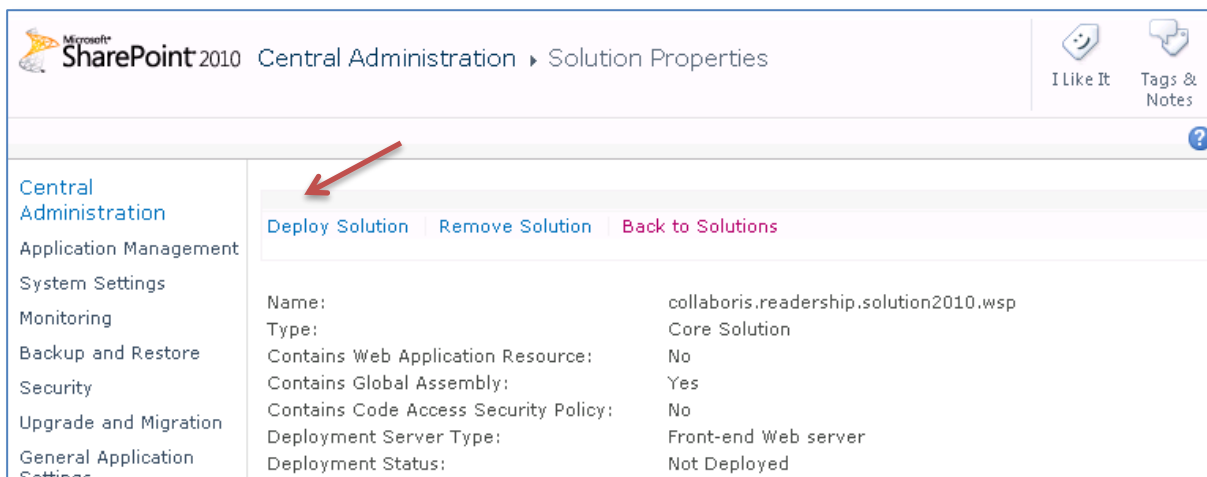 Microsoft
SharePoint 2010 Central Administration ▸ Solution Properties
I Like It
Tags &
Notes
?
Central
Administration
Application Management
System Settings
Monitoring
Backup and Restore
Security
Upgrade and Migration
General Application
Settings
Deploy Solution | Remove Solution | Back to Solutions
Name: collaboris.readership.solution2010.wsp
Type: Core Solution
Contains Web Application Resource: No
Contains Global Assembly: Yes
Contains Code Access Security Policy: No
Deployment Server Type: Front-end Web server
Deployment Status: Not Deployed